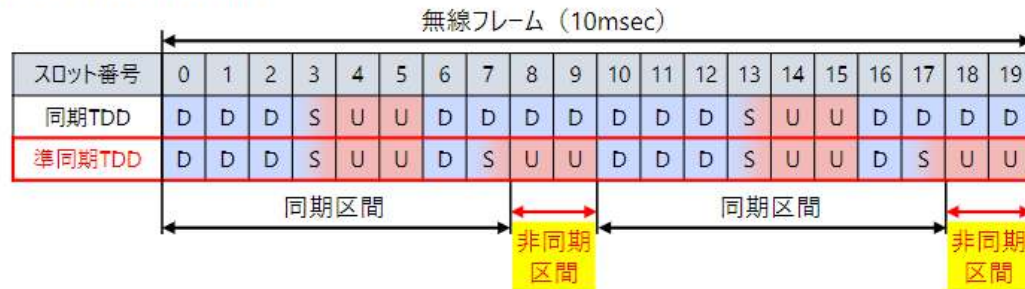 無線フレーム（10msec）
スロット番号 0 1 2 3 4 5 6 7 8 9 10 11 12 13 14 15 16 17 18 19
同期TDD D D D S U U D D D D D D D S U U D D D D
準同期TDD D D D S U U D S U U D D D S U U D S U U
同期区間 同期区間
非同期 非同期
区間 区間